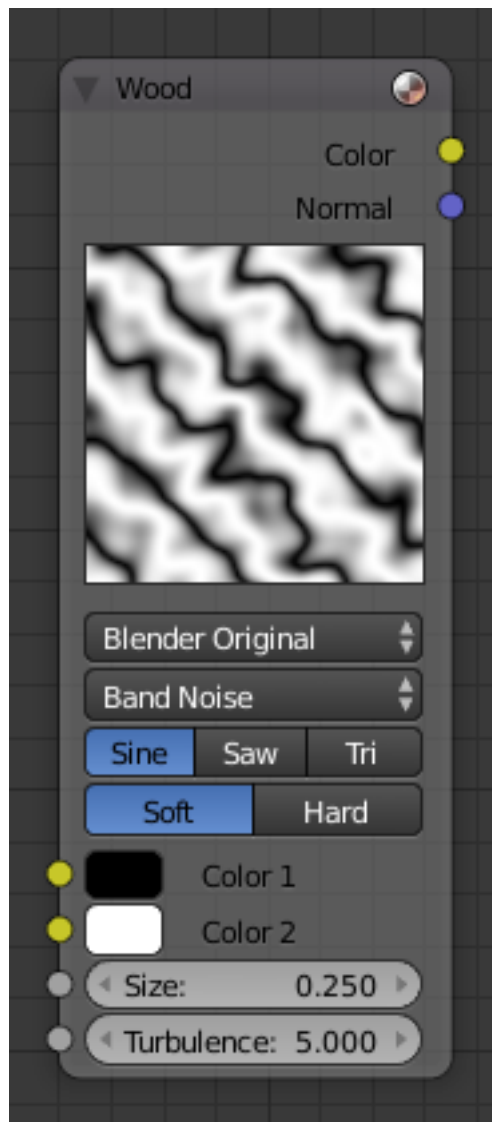 Wood
Color
Normal
Blender Original
Band Noise
Sine Saw Tri
Soft Hard
Color 1
Color 2
Size: 0.250
Turbulence: 5.000